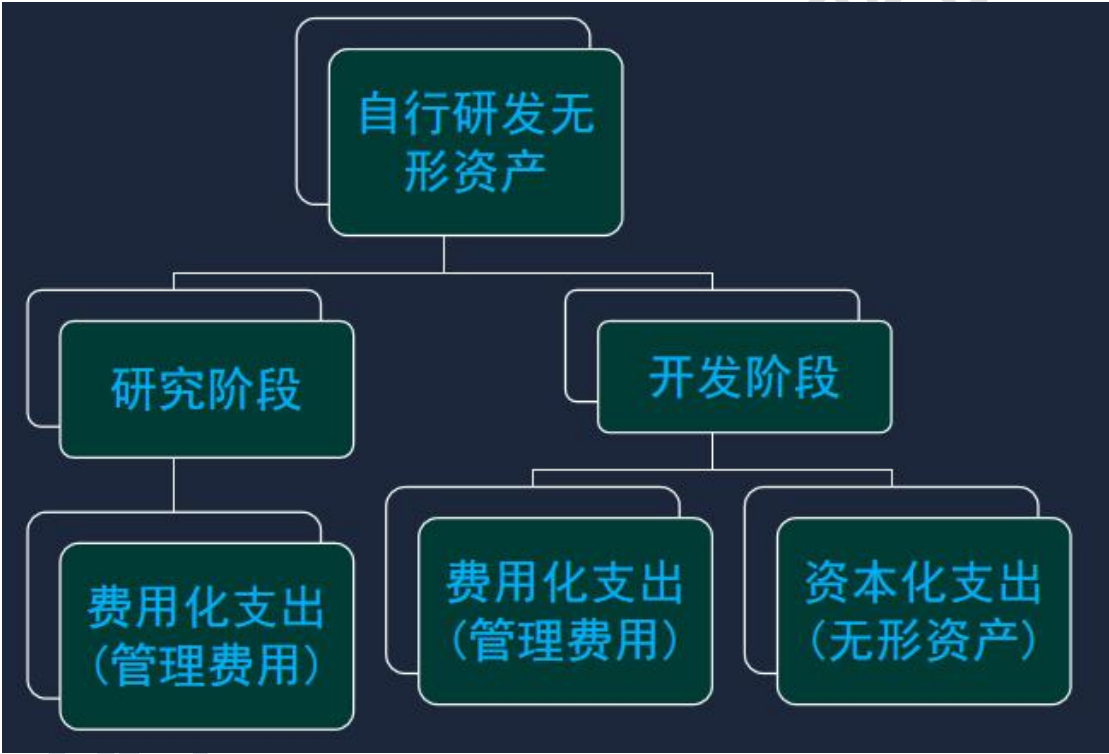 自行研发无
形资产
研究阶段
开发阶段
费用化支出
(管理费用)
费用化支出
(管理费用)
资本化支出
(无形资产)